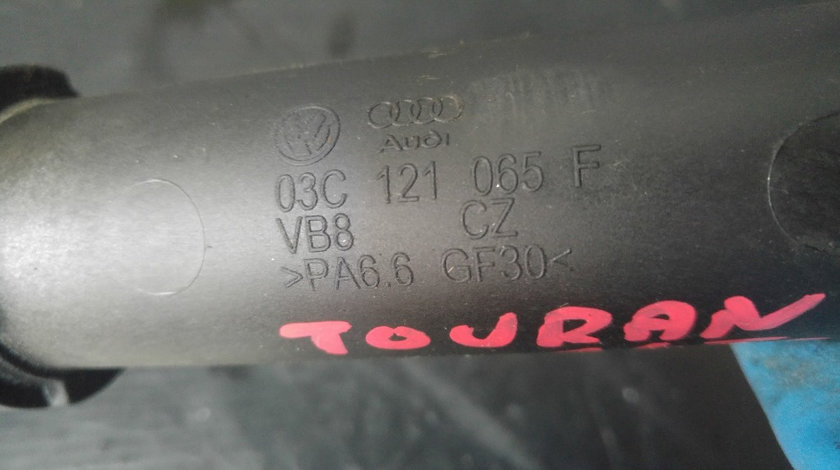 Audi
03C 121 065 F
VB8 CZ
>PA6.6 GF30<
TOURAN